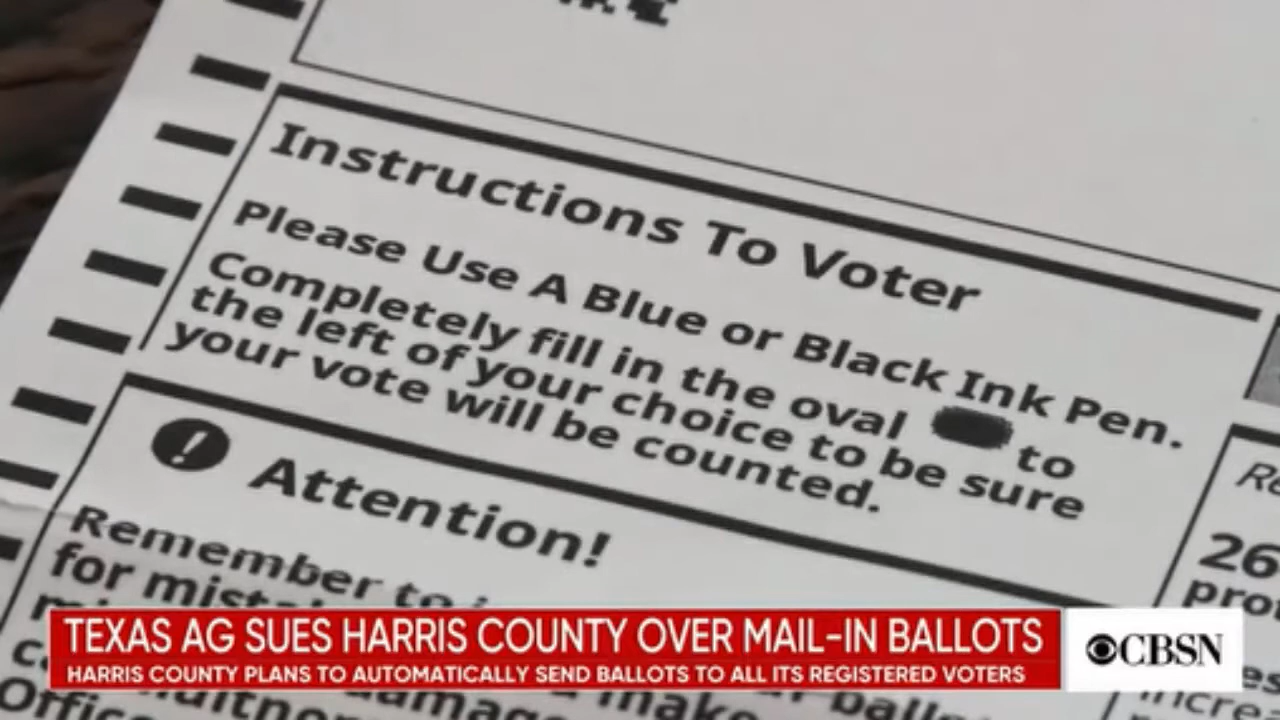 Instructions To Voter
Please Use A Blue or Black Ink Pen.
Completely fill in the oval to
the left of your choice to be sure
your vote will be counted.
Attention!
Remember to
for
26
TEXAS AG SUES HARRIS COUNTY OVER MAIL-IN BALLOTS
HARRIS COUNTY PLANS TO AUTOMATICALLY SEND BALLOTS TO ALL ITS REGISTERED VOTERS
CBSN
make
Office